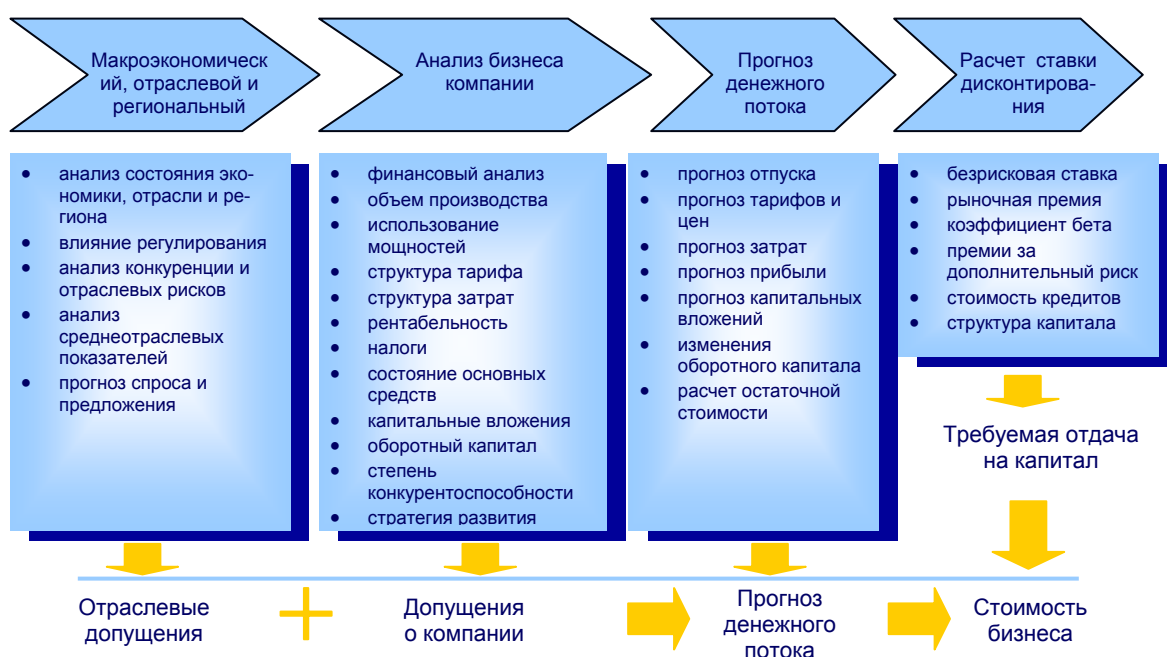 Макроэкономическ
ий, отраслевой и
региональный
Анализ бизнеса
компании
Прогноз
денежного
потока
Расчет ставки
дисконтирова-
ния
• анализ состояния эко-
номики, отрасли и ре-
гиона
• влияние регулирования
• анализ конкуренции и
отраслевых рисков
• анализ
среднеотраслевых
показателей
• прогноз спроса и
предложения
• финансовый анализ
• объем производства
• использование
мощностей
• структура тарифа
• структура затрат
• рентабельность
• налоги
• состояние основных
средств
• капитальные вложения
• оборотный капитал
• степень
конкурентоспособности
• стратегия развития
• прогноз отпуска
• прогноз тарифов и
цен
• прогноз затрат
• прогноз прибыли
• прогноз капитальных
вложений
• изменения
оборотного капитала
• расчет остаточной
стоимости
• безрисковая ставка
• рыночная премия
• коэффициент бета
• премии за
дополнительный риск
• стоимость кредитов
• структура капитала
Требуемая отдача
на капитал
Отраслевые
допущения
Допущения
о компании
Прогноз
денежного
потока
Стоимость
бизнеса